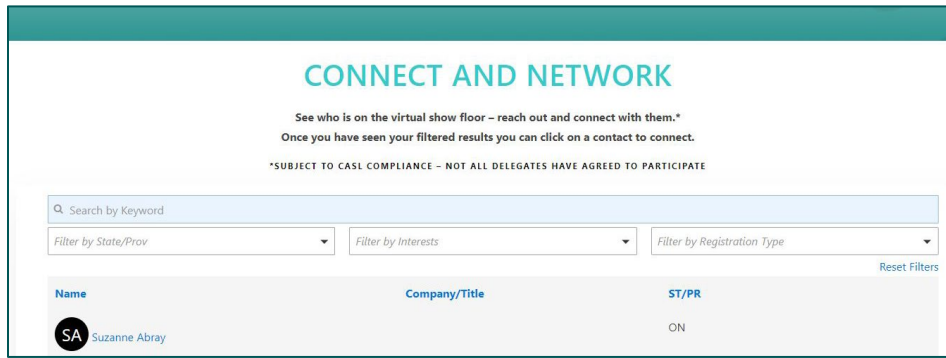 CONNECT AND NETWORK
See who is on the virtual show floor – reach out and connect with them.*
Once you have seen your filtered results you can click on a contact to connect.
*SUBJECT TO CASL COMPLIANCE – NOT ALL DELEGATES HAVE AGREED TO PARTICIPATE
Search by Keyword
Filter by State/Prov Filter by Interests Filter by Registration Type
Reset Filters
Name Company/Title ST/PR
SA Suzanne Abray ON